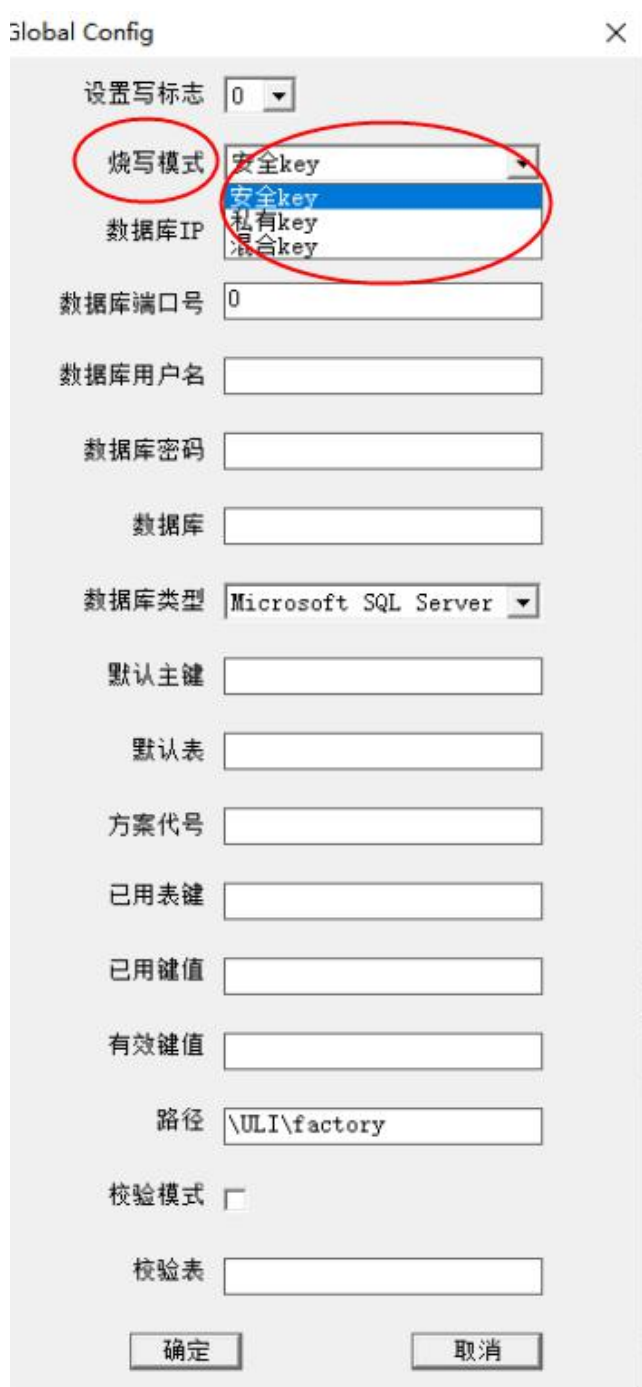 Global Config
设置写标志 0
烧写模式 安全key
安全key
私有key
数据库IP
混合key
数据库端口号 0
数据库用户名
数据库密码
数据库
数据库类型 Microsoft SQL Server
默认主键
默认表
方案代号
已用表键
已用键值
有效键值
路径 \ULI\factory
校验模式
校验表
确定 取消